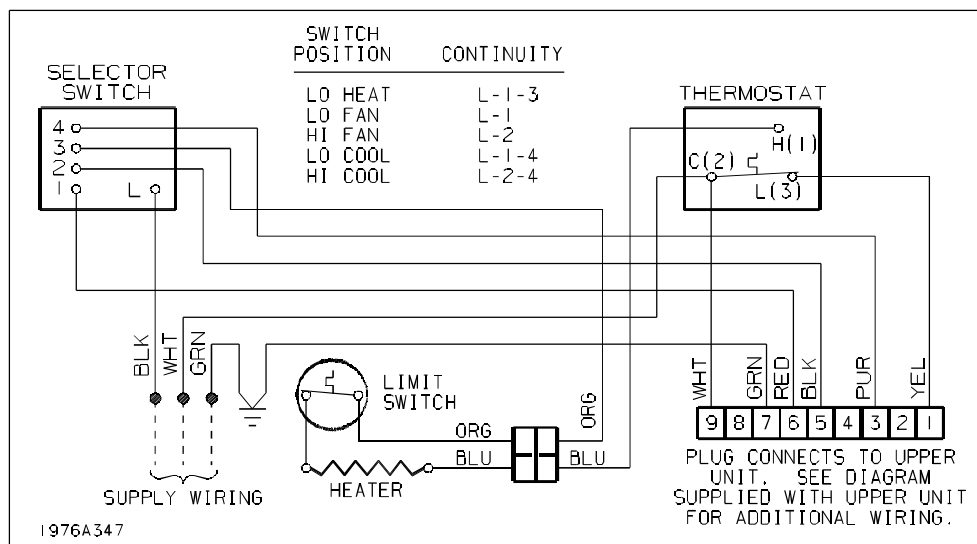 SWITCH
POSITION CONTINUITY
LO HEAT L-1-3
LO FAN L-1
HI FAN L-2
LO COOL L-1-4
HI COOL L-2-4
SELECTOR
SWITCH
4
3
2
1 L
THERMOSTAT
H(1)
C(2)
L(3)
BLK
WHT
GRN
SUPPLY WIRING
LIMIT
SWITCH
ORG
BLU
HEATER
ORG
BLU
WHT
GRN
RED
BLK
PUR
YEL
9 8 7 6 5 4 3 2 1
PLUG CONNECTS TO UPPER
UNIT. SEE DIAGRAM
SUPPLIED WITH UPPER UNIT
FOR ADDITIONAL WIRING.
1976A347